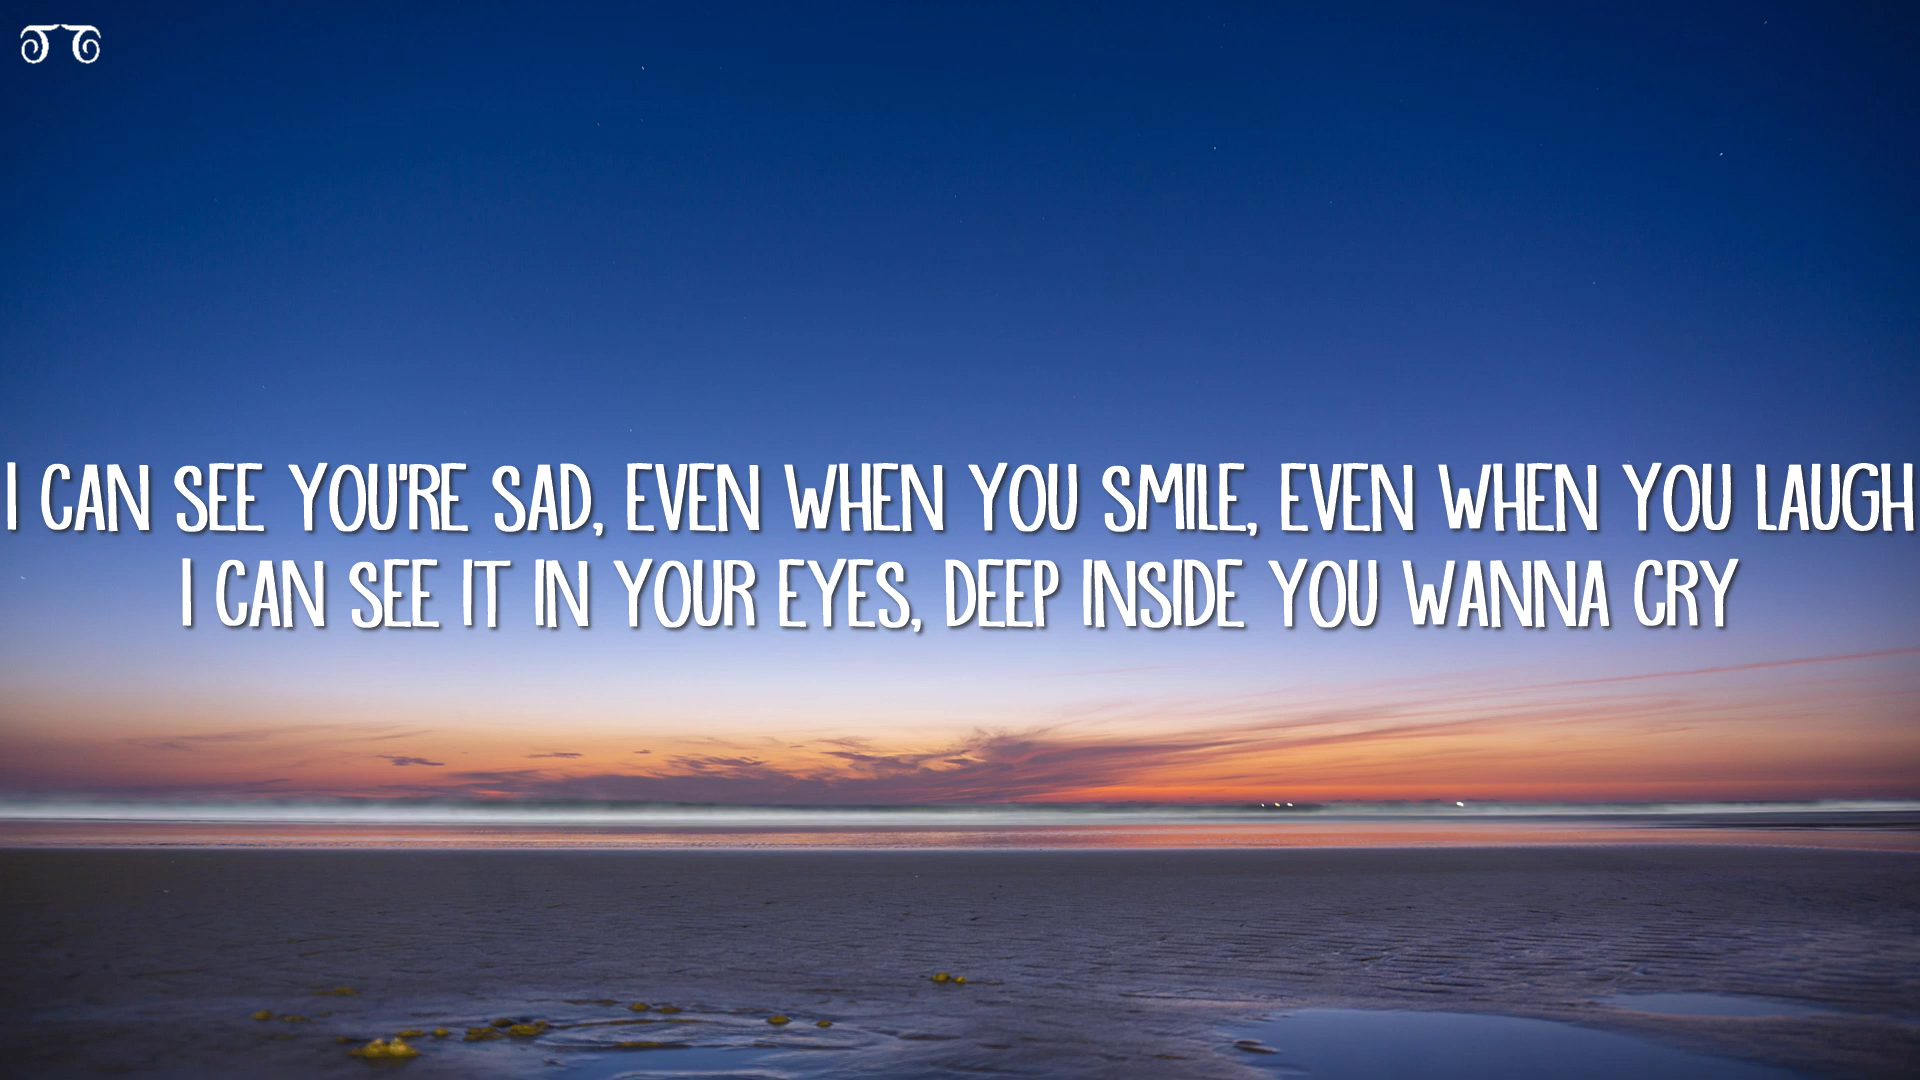 I CAN SEE YOU'RE SAD, EVEN WHEN YOU SMILE, EVEN WHEN YOU LAUGH
I CAN SEE IT IN YOUR EYES, DEEP INSIDE YOU WANNA CRY